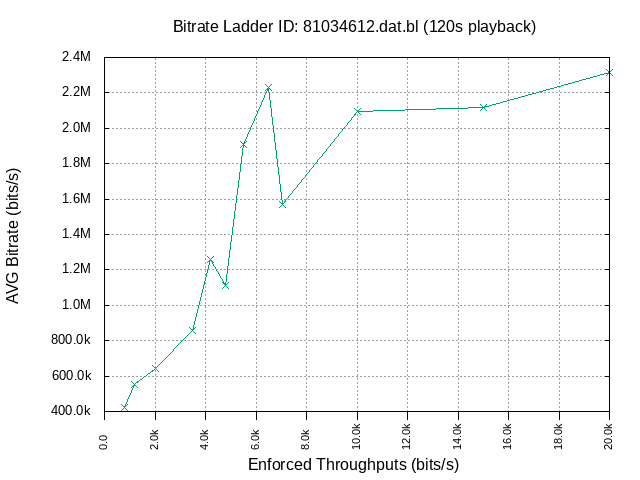 Bitrate Ladder ID: 81034612.dat.bl (120s playback)
2.4M
2.2M
2.0M
1.8M
1.6M
1.4M
1.2M
1.0M
800.0k
600.0k
400.0k
AVG Bitrate (bits/s)
0.0
2.0k
4.0k
6.0k
8.0k
10.0k
12.0k
14.0k
16.0k
18.0k
20.0k
Enforced Throughputs (bits/s)